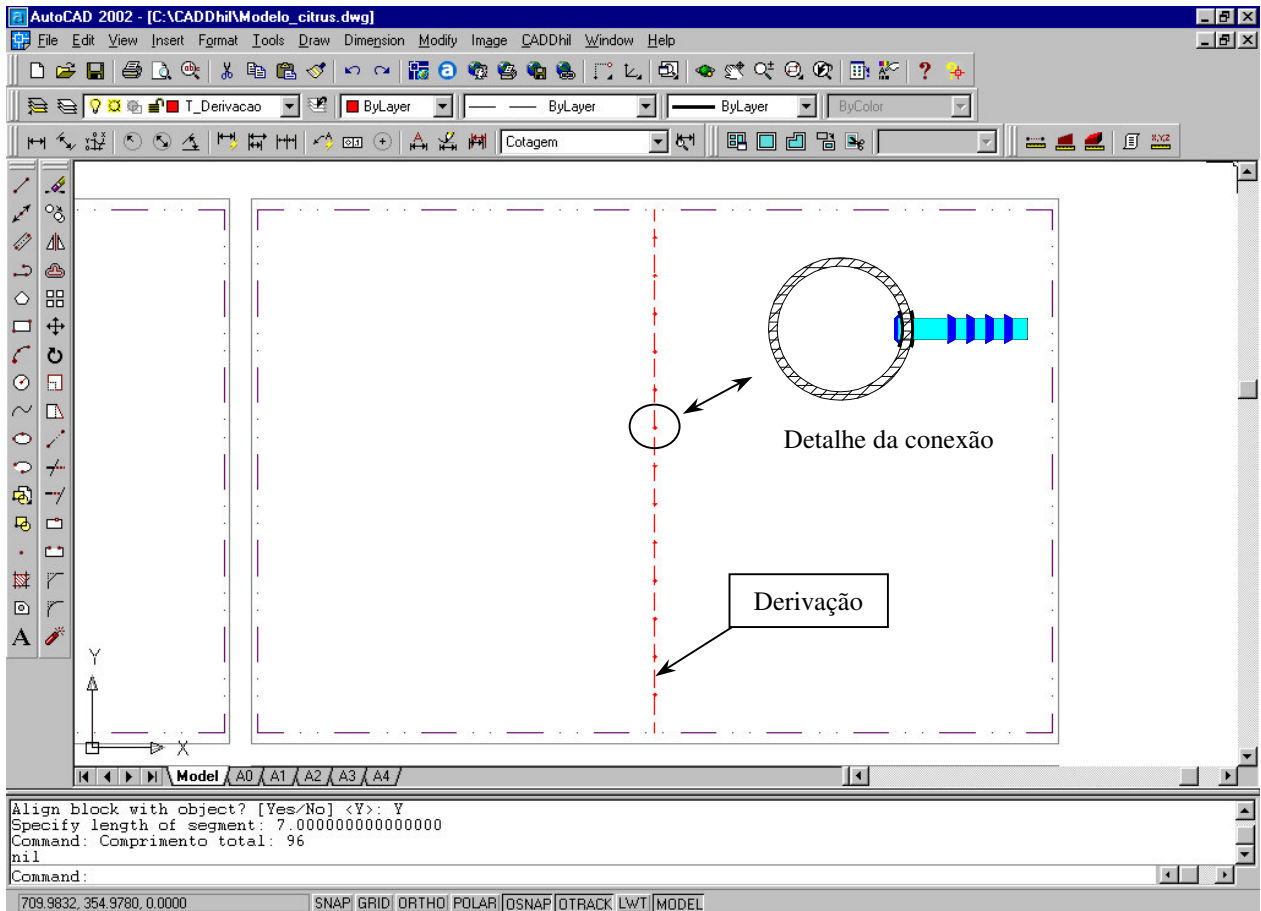 AutoCAD 2002 - [C:\CADDhil\Modelo_citrus.dwg]
File Edit View Insert Format Tools Draw Dimension Modify Image CADDhil Window Help
T_Derivacao ByLayer ByLayer ByLayer ByColor
Cotagem
Detalhe da conexão
Derivação
Y
X
Model A0 A1 A2 A3 A4
Align block with object? [Yes/No] <Y>: Y
Specify length of segment: 7.000000000000000
Command: Comprimento total: 96
nil
Command:
709.9832, 354.9780, 0.0000 SNAP GRID ORTHO POLAR OSNAP OTRACK LWT MODEL